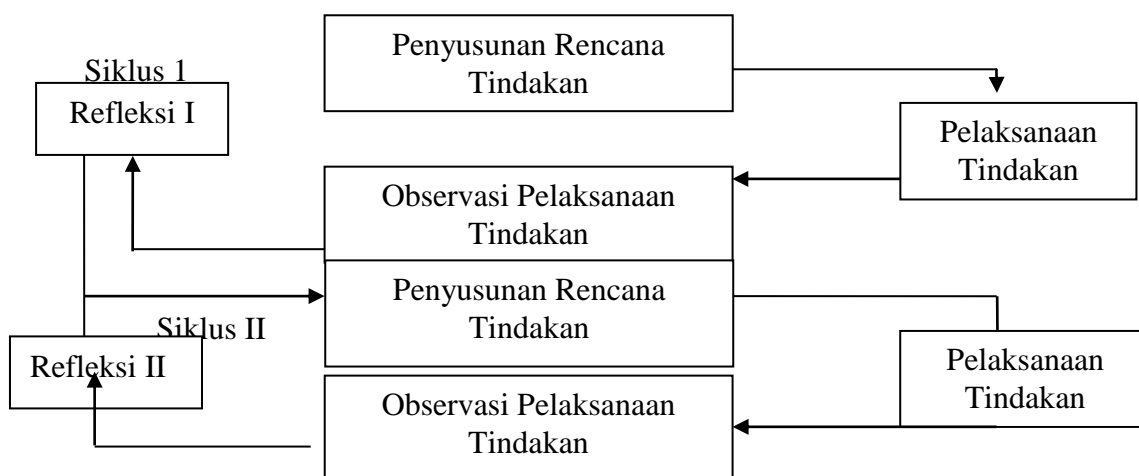 Penyusunan Rencana
Tindakan
Siklus 1
Refleksi I
Pelaksanaan
Tindakan
Observasi Pelaksanaan
Tindakan
Penyusunan Rencana
Tindakan
Siklus II
Refleksi II
Pelaksanaan
Tindakan
Observasi Pelaksanaan
Tindakan